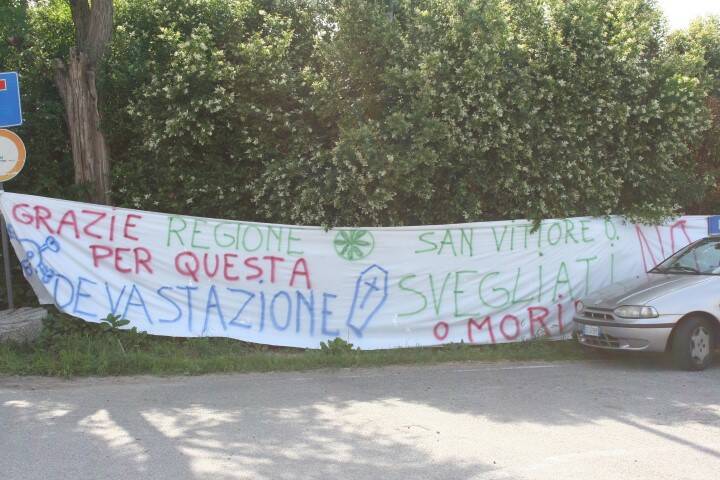 GRAZIE REGIONE
PER QUESTA
DEVASTAZIONE
SAN VITTORE O.
SVEGLIATI
O MORI
NO